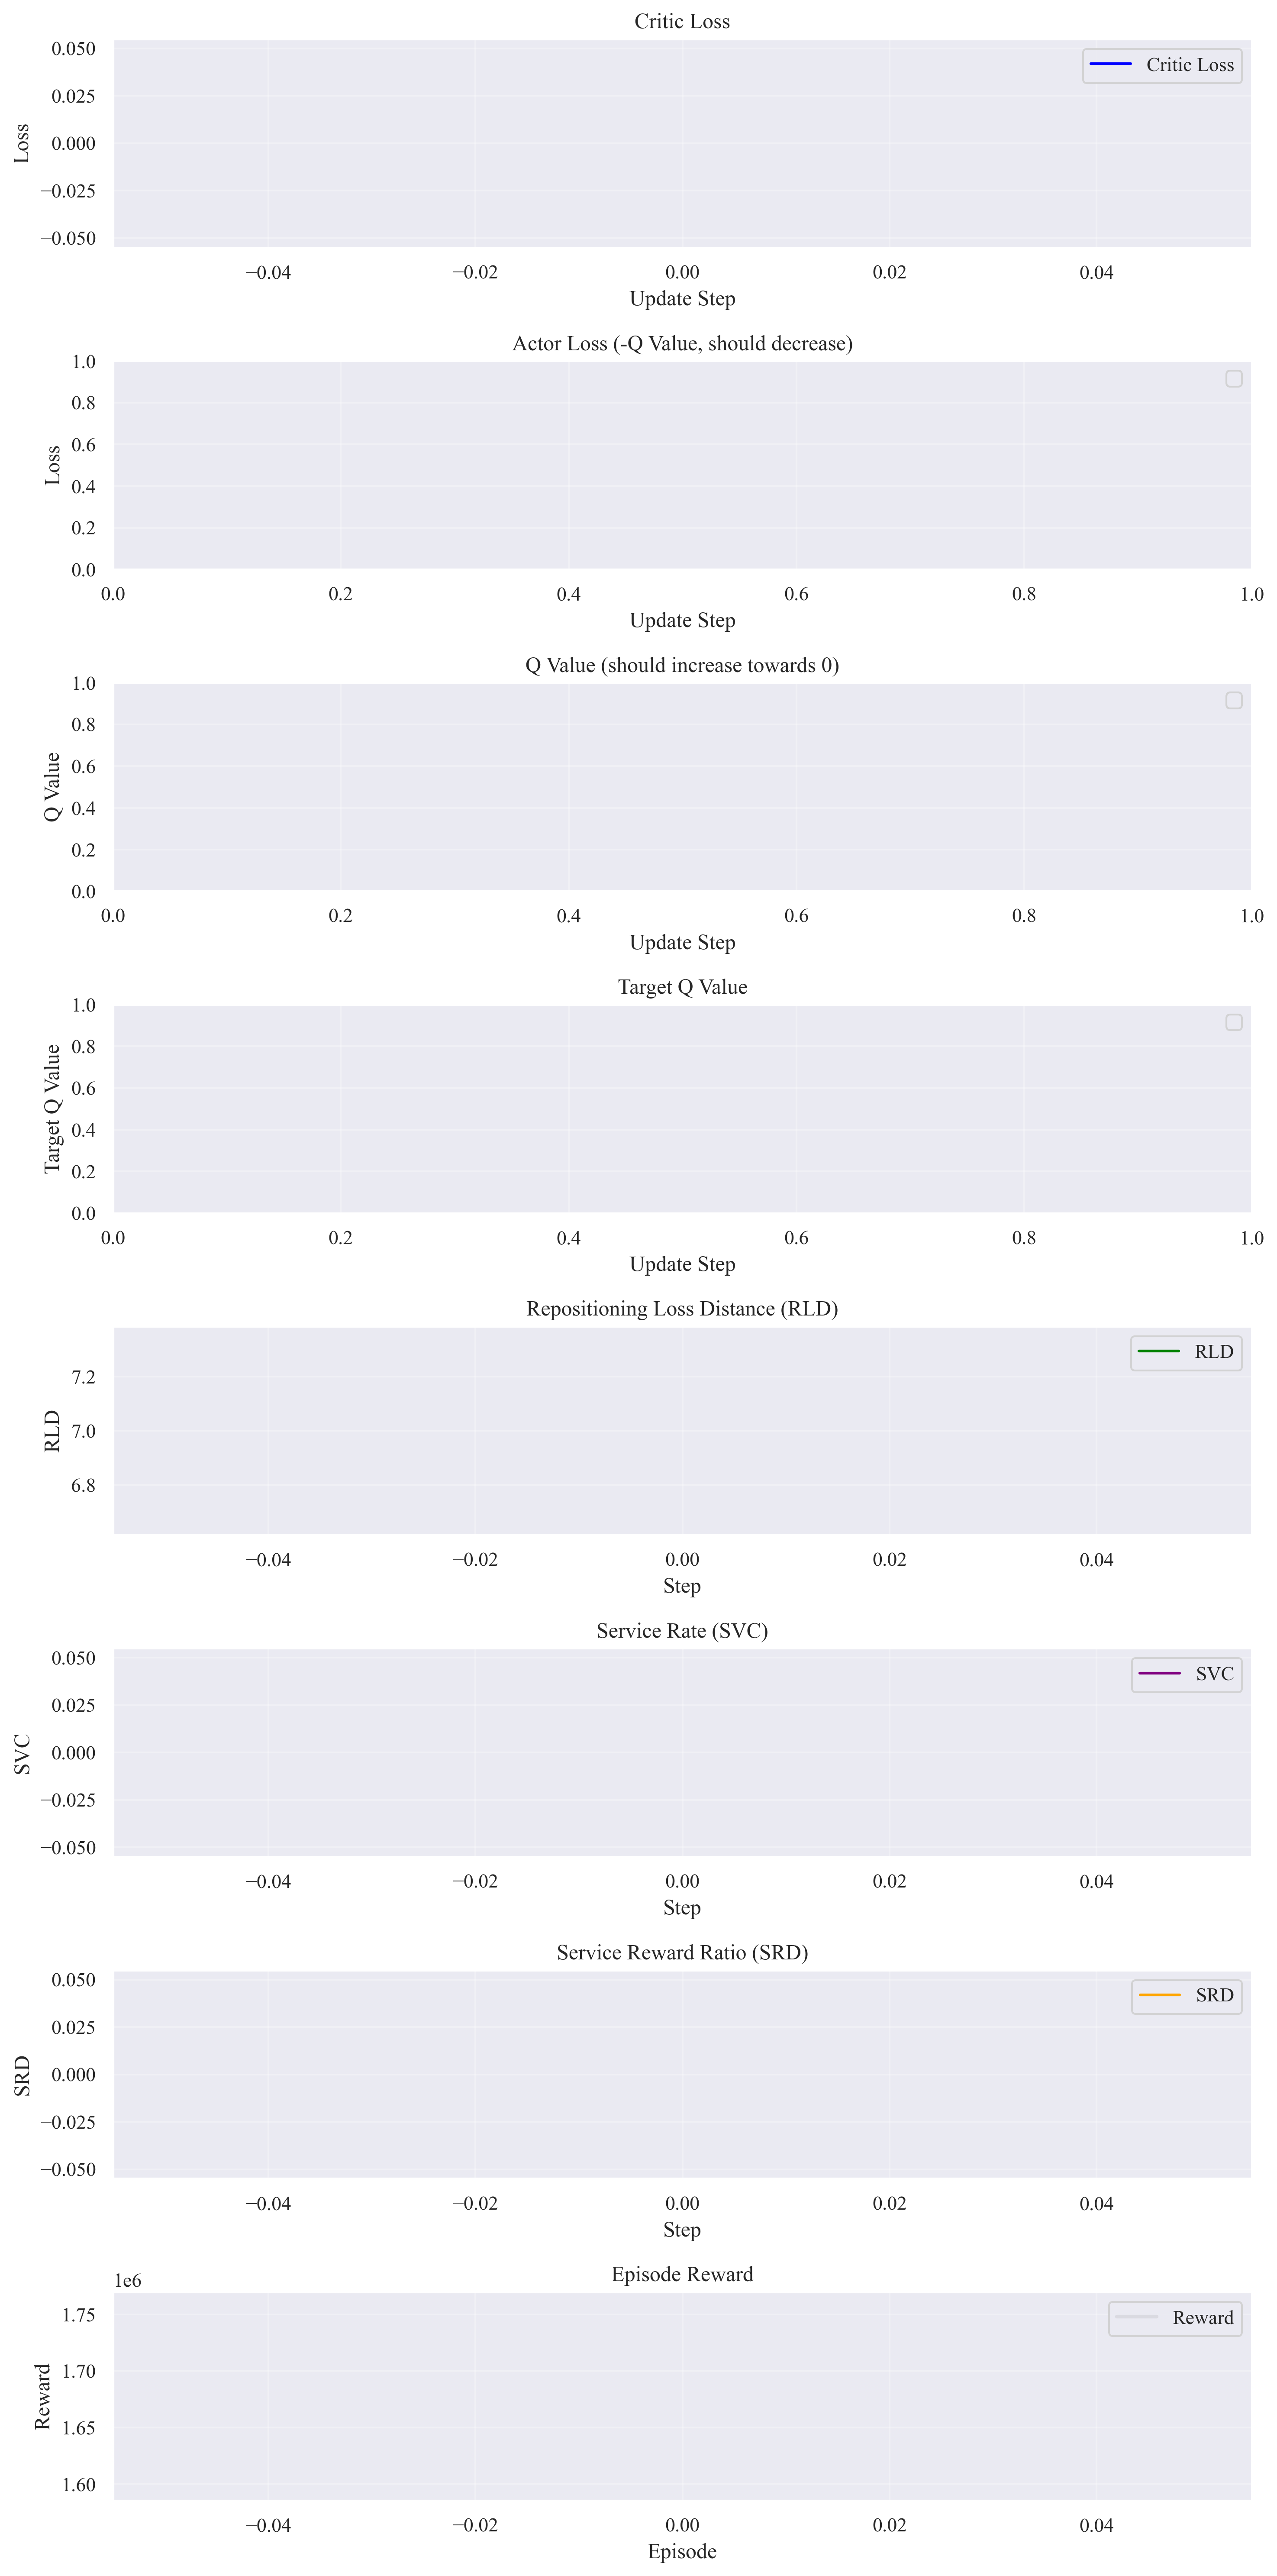 Critic Loss
0.050
0.025
0.000
−0.025
−0.050
Loss
Critic Loss
−0.04 −0.02 0.00 0.02 0.04
Update Step
Actor Loss (-Q Value, should decrease)
1.0
0.8
0.6
0.4
0.2
0.0
Loss
0.0 0.2 0.4 0.6 0.8 1.0
Update Step
Q Value (should increase towards 0)
1.0
0.8
0.6
0.4
0.2
0.0
Q Value
0.0 0.2 0.4 0.6 0.8 1.0
Update Step
Target Q Value
1.0
0.8
0.6
0.4
0.2
0.0
Target Q Value
0.0 0.2 0.4 0.6 0.8 1.0
Update Step
Repositioning Loss Distance (RLD)
7.2
7.0
6.8
RLD
RLD
−0.04 −0.02 0.00 0.02 0.04
Step
Service Rate (SVC)
0.050
0.025
0.000
−0.025
−0.050
SVC
SVC
−0.04 −0.02 0.00 0.02 0.04
Step
Service Reward Ratio (SRD)
0.050
0.025
0.000
−0.025
−0.050
SRD
SRD
−0.04 −0.02 0.00 0.02 0.04
Step
Episode Reward
1e6
1.75
1.70
1.65
1.60
Reward
Reward
−0.04 −0.02 0.00 0.02 0.04
Episode